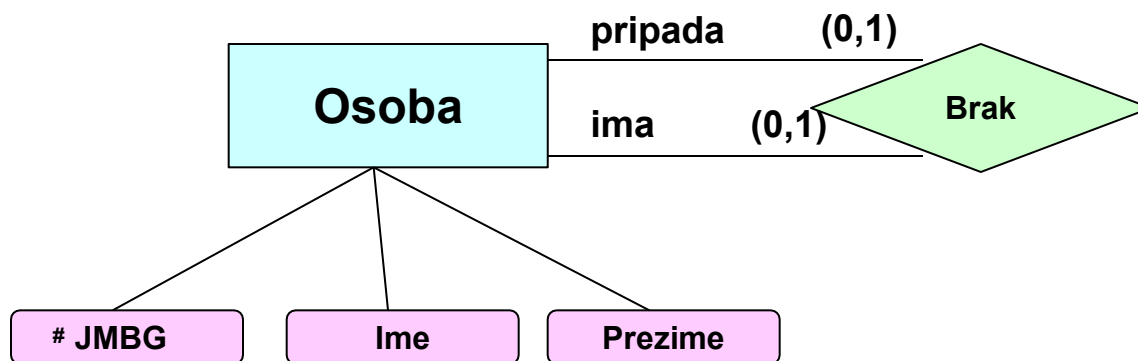 pripada (0,1)
Osoba
Brak
ima (0,1)
# JMBG
Ime
Prezime